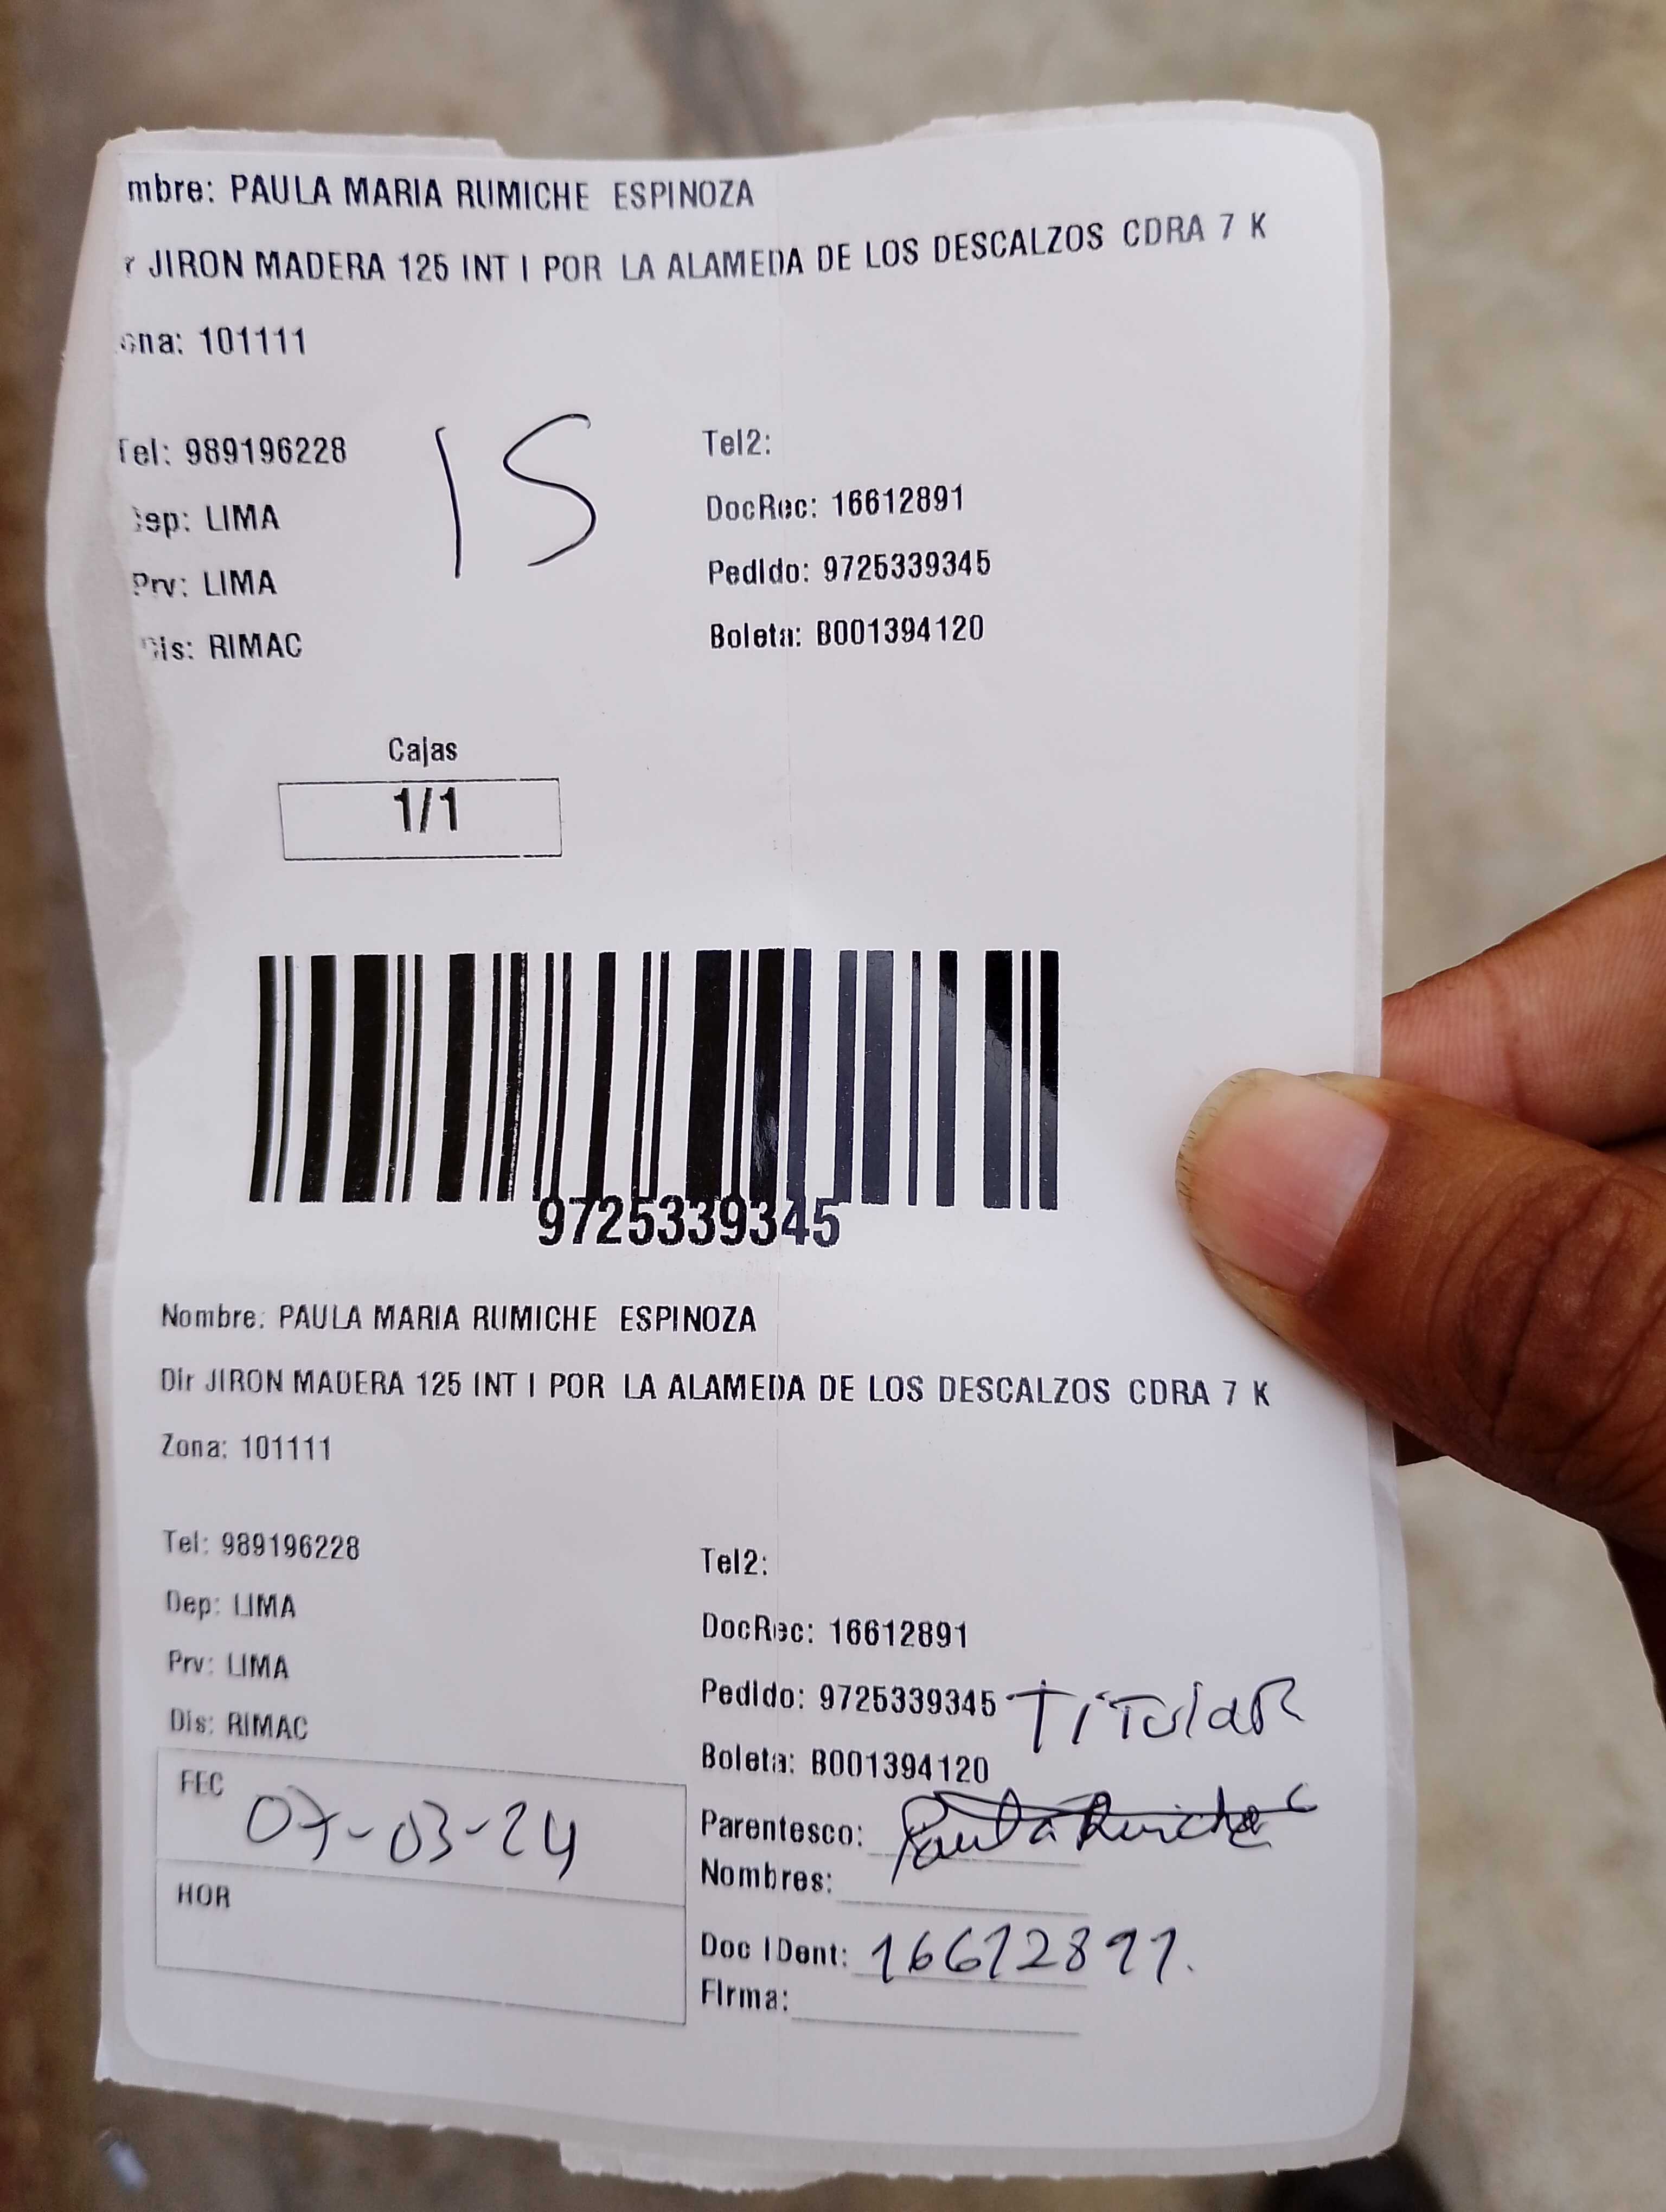 mbre: PAULA MARIA RUMICHE ESPINOZA
r JIRON MADERA 125 INT I POR LA ALAMEDA DE LOS DESCALZOS CDRA 7 K
ona: 101111
Tel: 989196228
15
Tel2:
Dep: LIMA
DocRec: 16612891
Prv: LIMA
Pedido: 9725339345
Dis: RIMAC
Boleta: B001394120
Cajas
1/1
9725339345
Nombre: PAULA MARIA RUMICHE ESPINOZA
Dir JIRON MADERA 125 INT I POR LA ALAMEDA DE LOS DESCALZOS CDRA 7 K
Zona: 101111
Tel: 989196228
Tel2:
Dep: LIMA
DocRec: 16612891
Prv: LIMA
Pedido: 9725339345 TITULAR
Dis: RIMAC
Boleta: B001394120
FEC 07-03-24
Parentesco: Paula Rumiche
Nombres:
HOR
Doc IDent: 16612891.
Firma: